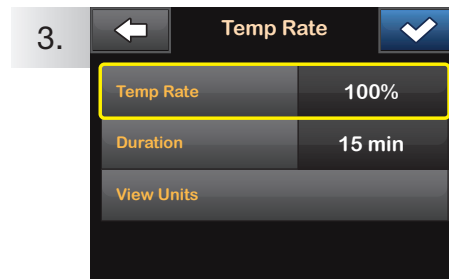 3.
Temp Rate
Temp Rate 100%
Duration 15 min
View Units